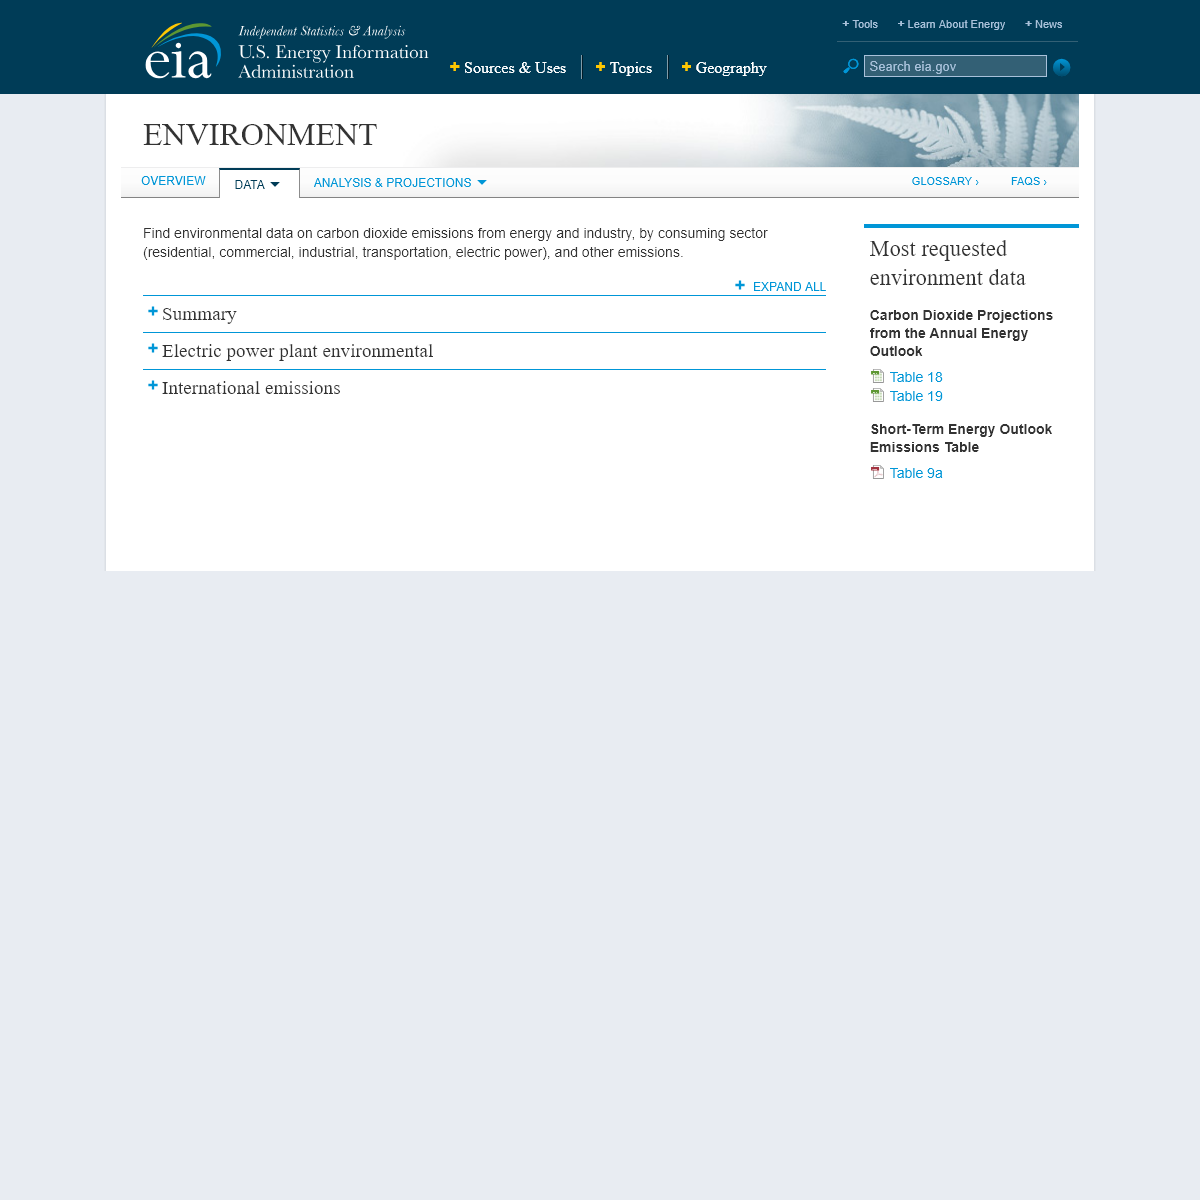 Independent Statistics & Analysis
eia
U.S. Energy Information
Administration
+ Sources & Uses
+ Topics
+ Geography
+ Tools
+ Learn About Energy
+ News
Search eia.gov
ENVIRONMENT
OVERVIEW
DATA
ANALYSIS & PROJECTIONS
GLOSSARY ›
FAQS ›
Find environmental data on carbon dioxide emissions from energy and industry, by consuming sector
(residential, commercial, industrial, transportation, electric power), and other emissions.
+ EXPAND ALL
+ Summary
+ Electric power plant environmental
+ International emissions
Most requested
environment data
Carbon Dioxide Projections
from the Annual Energy
Outlook
Table 18
Table 19
Short-Term Energy Outlook
Emissions Table
Table 9a